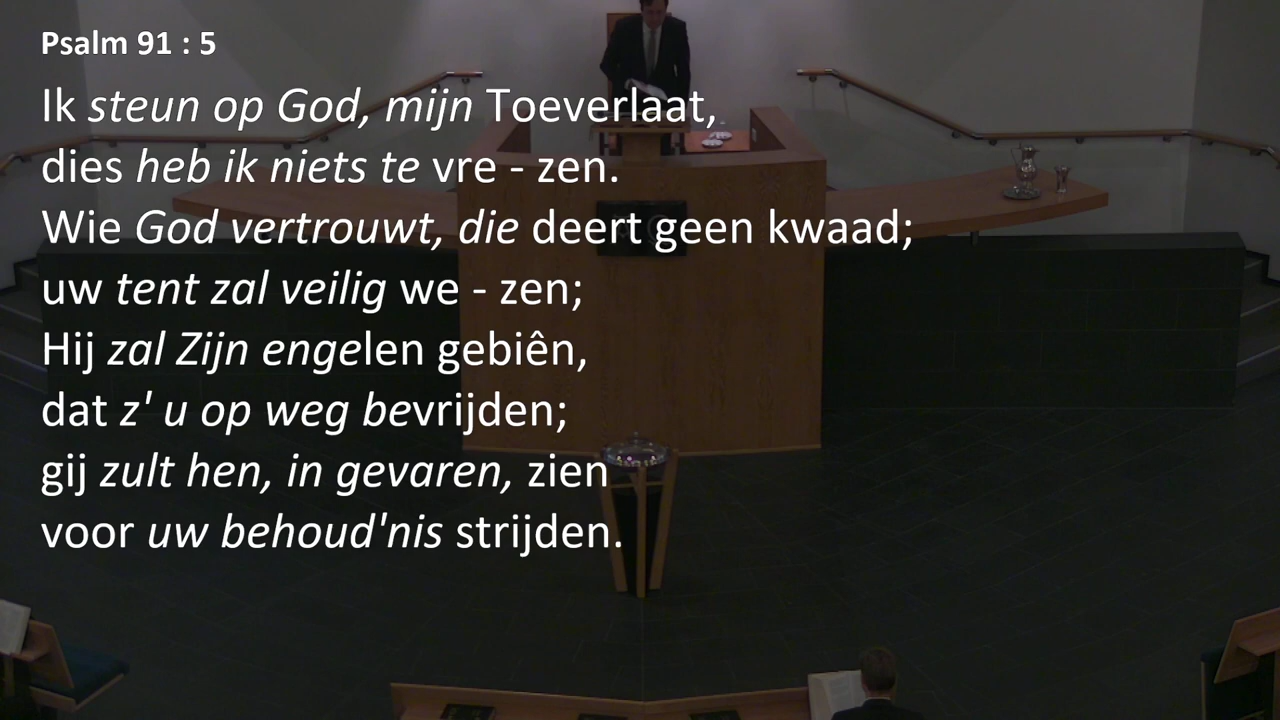 Psalm 91 : 5
Ik steun op God, mijn Toeverlaat,
dies heb ik niets te vre - zen.
Wie God vertrouwt, die deert geen kwaad;
uw tent zal veilig we - zen;
Hij zal Zijn engelen gebiên,
dat z' u op weg bevrijden;
gij zult hen, in gevaren, zien
voor uw behoud'nis strijden.